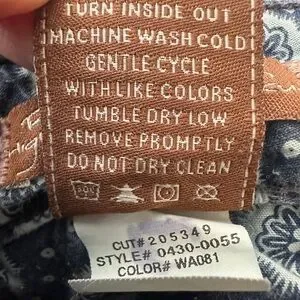 TURN INSIDE OUT
MACHINE WASH COLD
GENTLE CYCLE
WITH LIKE COLORS
TUMBLE DRY LOW
REMOVE PROMPTLY
DO NOT DRY CLEAN
CUT# 205349
STYLE# 0430-0055
COLOR# WA081